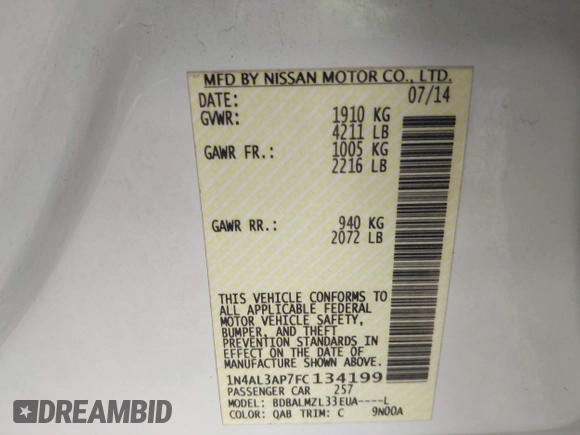 MFD BY NISSAN MOTOR CO., LTD.
DATE: 07/14
GVWR: 1910 KG
4211 LB
GAWR FR.: 1005 KG
2216 LB
GAWR RR.: 940 KG
2072 LB
THIS VEHICLE CONFORMS TO
ALL APPLICABLE FEDERAL
MOTOR VEHICLE SAFETY,
BUMPER, AND THEFT
PREVENTION STANDARDS IN
EFFECT ON THE DATE OF
MANUFACTURE SHOWN ABOVE.
1N4AL3AP7FC134199
PASSENGER CAR 257
MODEL: BDBALMZL33EUA----L
COLOR: QAB TRIM: C 9N00A
DREAMBID
DREAMBID